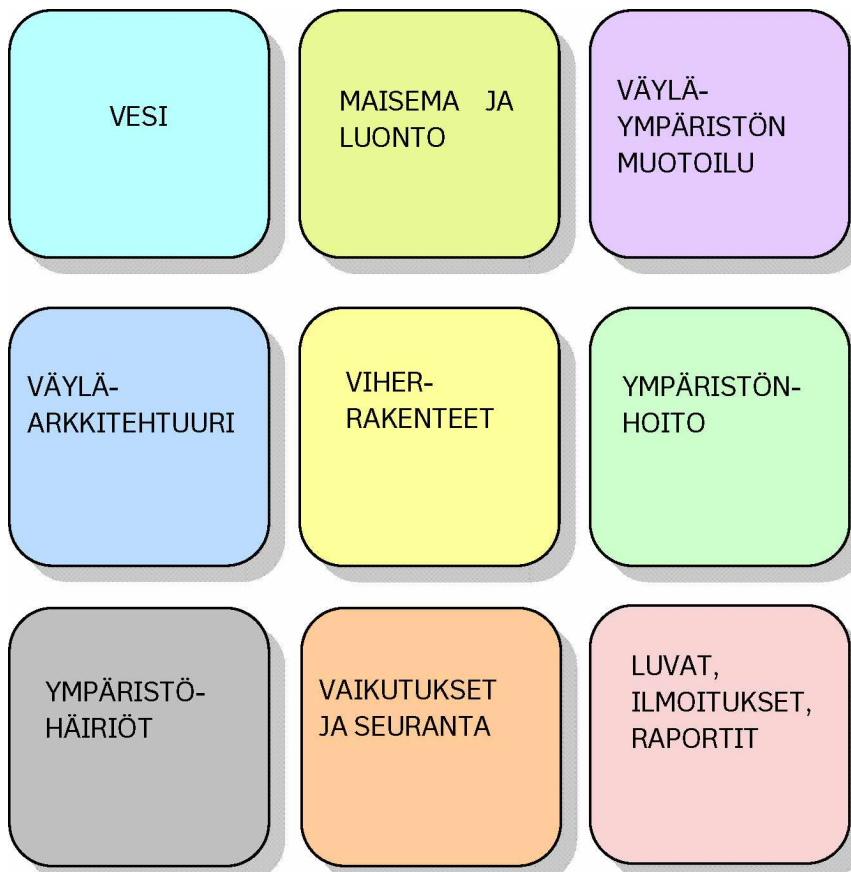 VESI
MAISEMA JA
LUONTO
VÄYLÄ-
YMPÄRISTÖN
MUOTOILU
VÄYLÄ-
ARKKITEHTUURI
VIHER-
RAKENTEET
YMPÄRISTÖN-
HOITO
YMPÄRISTÖ-
HÄIRIÖT
VAIKUTUKSET
JA SEURANTA
LUVAT,
ILMOITUKSET,
RAPORTIT